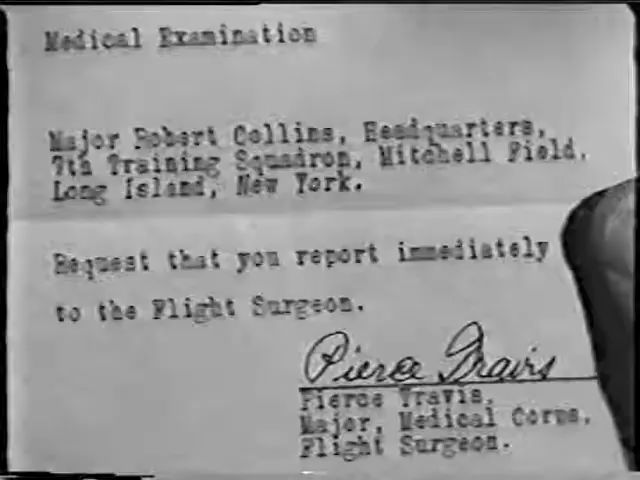 Medical Examination
Major Robert Collins, Headquarters,
7th Training Squadron, Mitchell Field,
Long Island, New York.
Request that you report immediately
to the Flight Surgeon.
Pierce Travis
Pierce Travis,
Major, Medical Corps,
Flight Surgeon.